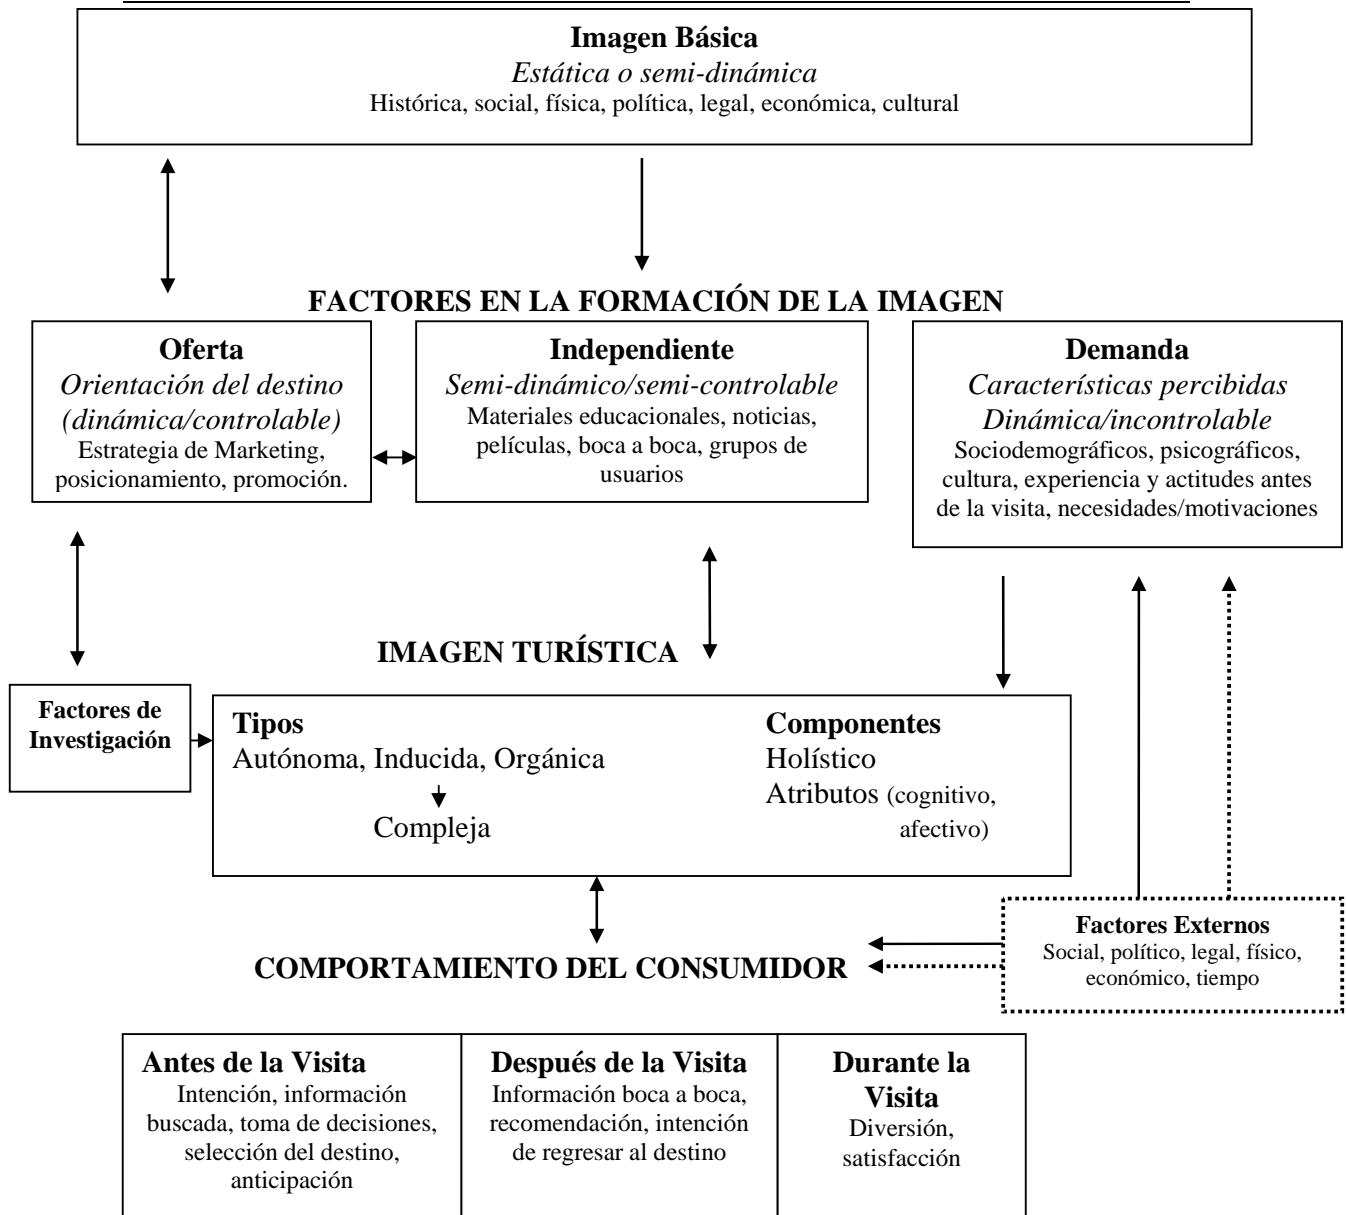 Imagen Básica
Estática o semi-dinámica
Histórica, social, física, política, legal, económica, cultural
FACTORES EN LA FORMACIÓN DE LA IMAGEN
Oferta
Orientación del destino
(dinámica/controlable)
Estrategia de Marketing,
posicionamiento, promoción.
Independiente
Semi-dinámico/semi-controlable
Materiales educacionales, noticias,
películas, boca a boca, grupos de
usuarios
Demanda
Características percibidas
Dinámica/incontrolable
Sociodemográficos, psicográficos,
cultura, experiencia y actitudes antes
de la visita, necesidades/motivaciones
IMAGEN TURÍSTICA
Factores de
Investigación
Tipos
Autónoma, Inducida, Orgánica
Compleja
Componentes
Holístico
Atributos (cognitivo,
afectivo)
Factores Externos
Social, político, legal, físico,
económico, tiempo
COMPORTAMIENTO DEL CONSUMIDOR
Antes de la Visita
Intención, información
buscada, toma de decisiones,
selección del destino,
anticipación
Después de la Visita
Información boca a boca,
recomendación, intención
de regresar al destino
Durante la
Visita
Diversión,
satisfacción